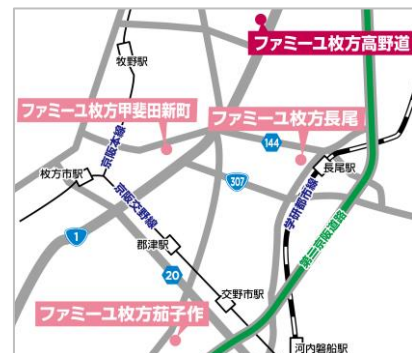 ファミーユ枚方高野道
牧野駅
ファミーユ枚方甲斐田新町
ファミーユ枚方長尾
京阪本線
144
長尾駅
枚方市駅
307
京阪交野線
学研都市線
1
郡津駅
第二京阪道路
20
交野市駅
ファミーユ枚方茄子作
河内磐船駅